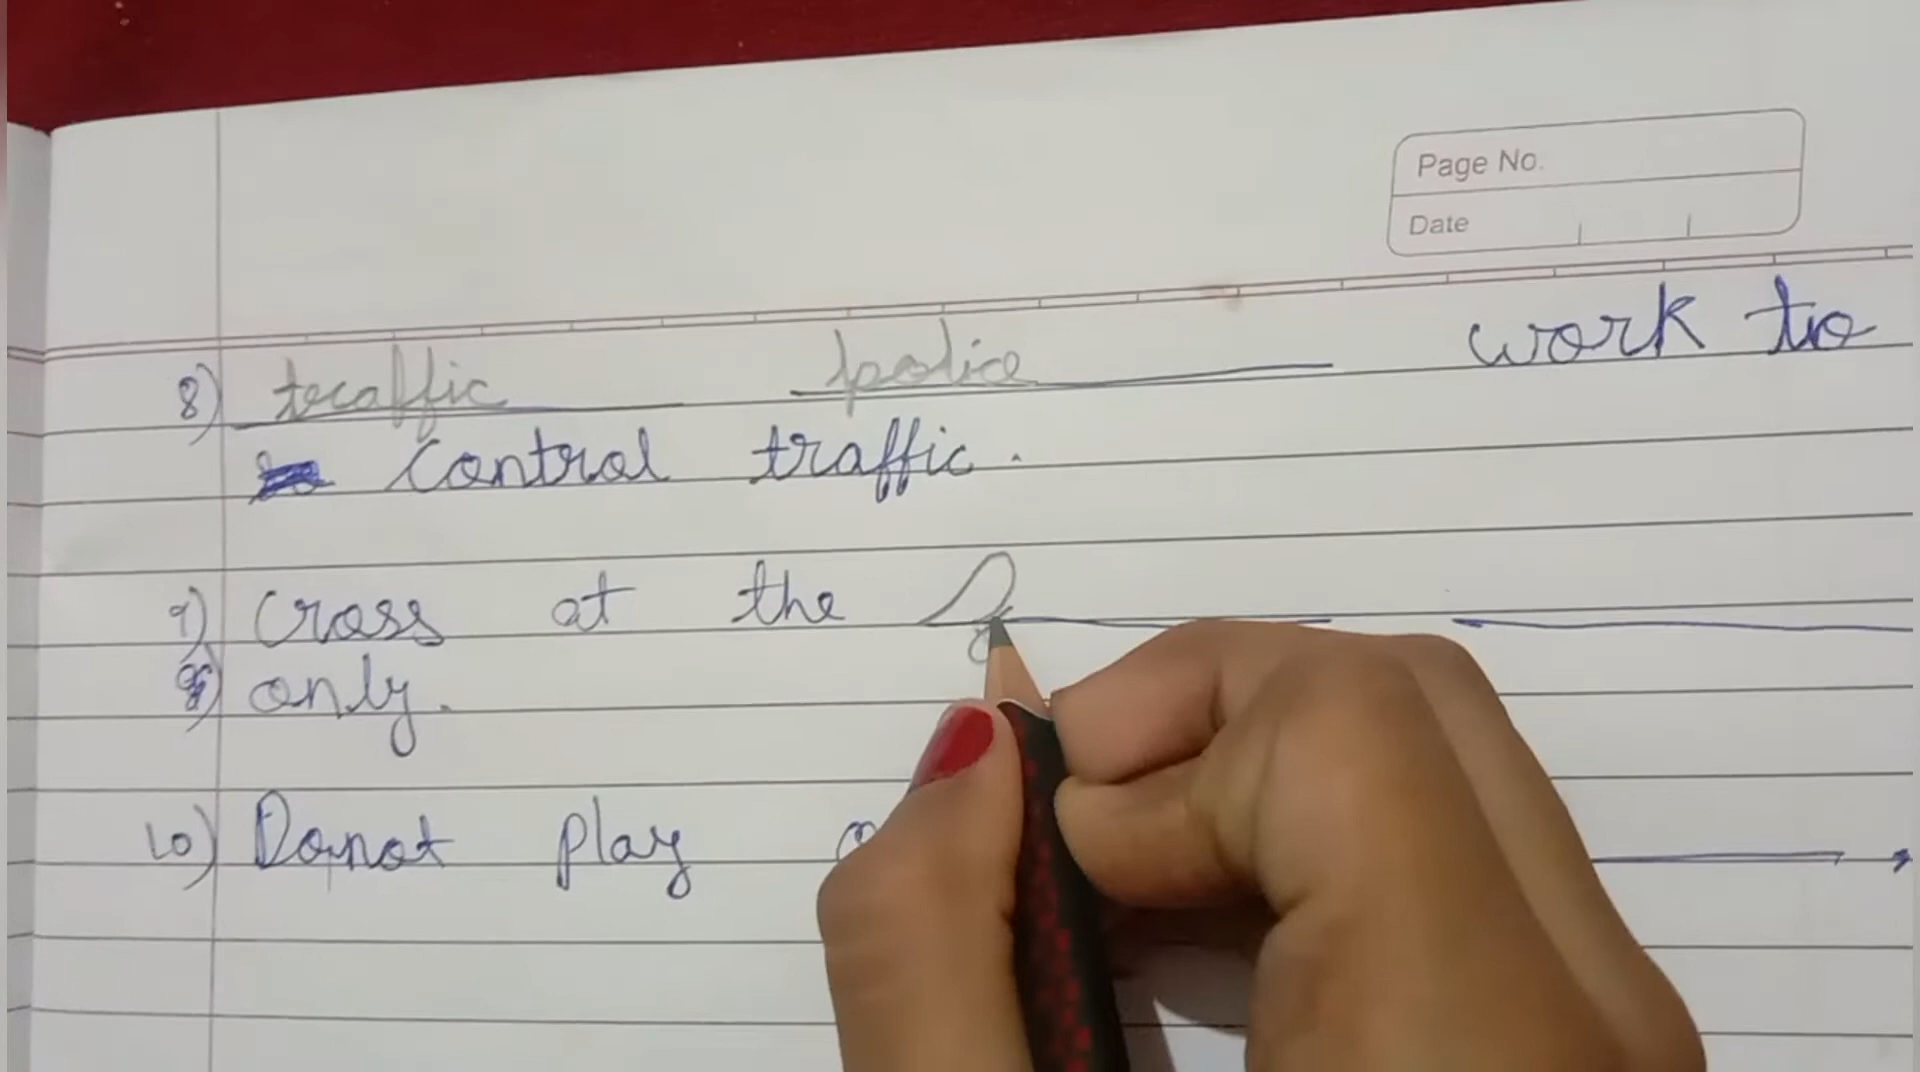 Page No.
Date
8) traffic police work to
control traffic.
9) Cross at the
only.
10) Donot play